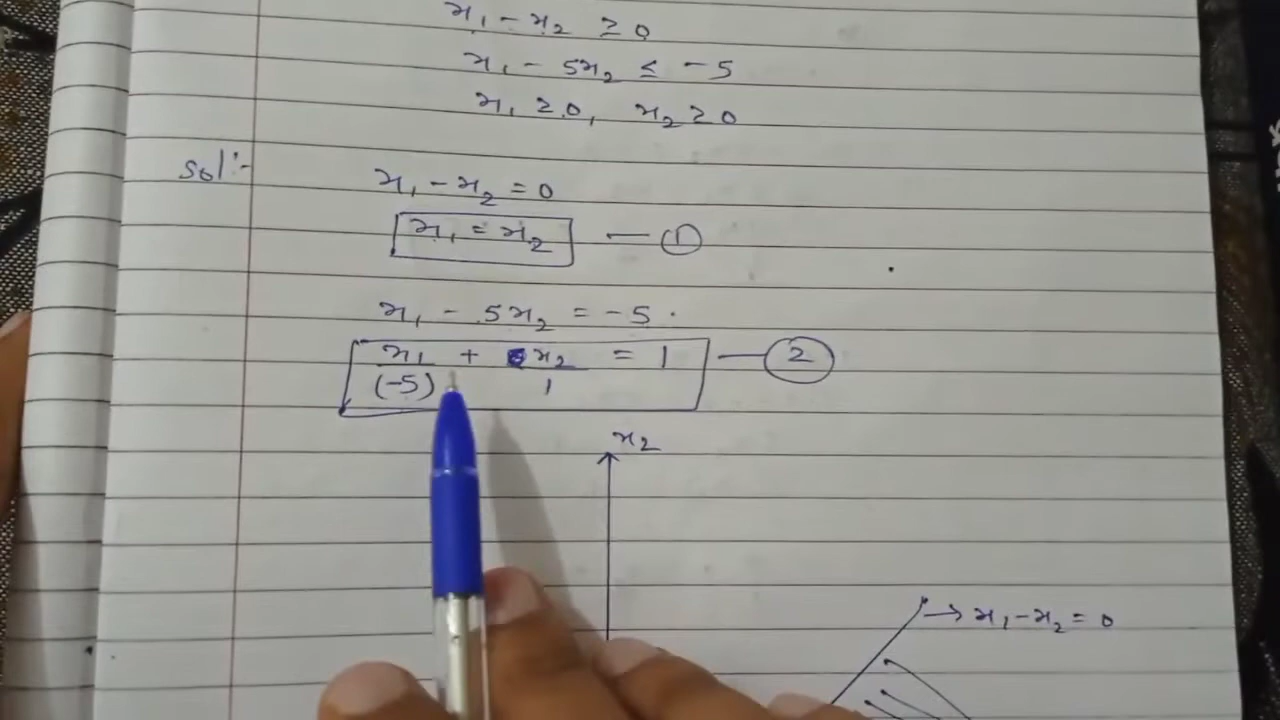 x₁ - x₂ ≥ 0
x₁ - 5x₂ ≤ -5
x₁ ≥ 0, x₂ ≥ 0
Sol:-
x₁ - x₂ = 0
x₁ = x₂ — ①
x₁ - 5x₂ = -5
x₁/(-5) + x₂/1 = 1 — ②
x₂
→ x₁ - x₂ = 0